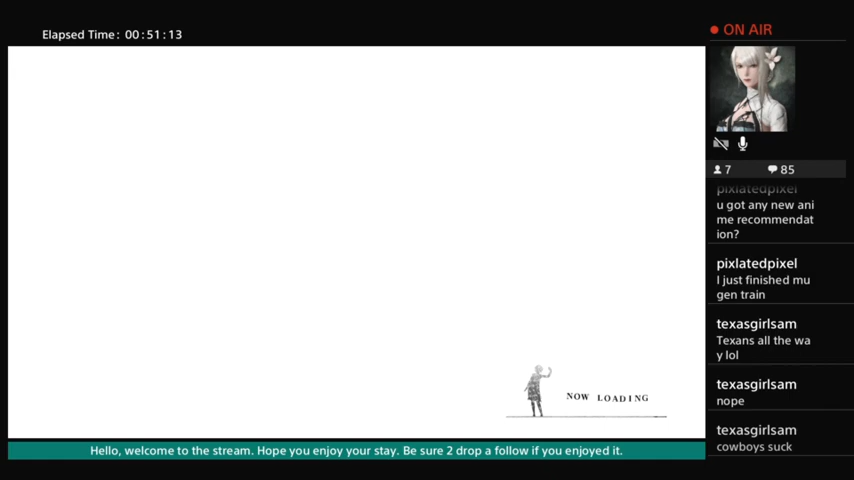 Elapsed Time: 00:51:13
ON AIR
7 85
pixlatedpixel
u got any new ani
me recommendat
ion?
pixlatedpixel
I just finished mu
gen train
texasgirlsam
Texans all the wa
y lol
texasgirlsam
nope
texasgirlsam
cowboys suck
NOW LOADING
Hello, welcome to the stream. Hope you enjoy your stay. Be sure 2 drop a follow if you enjoyed it.